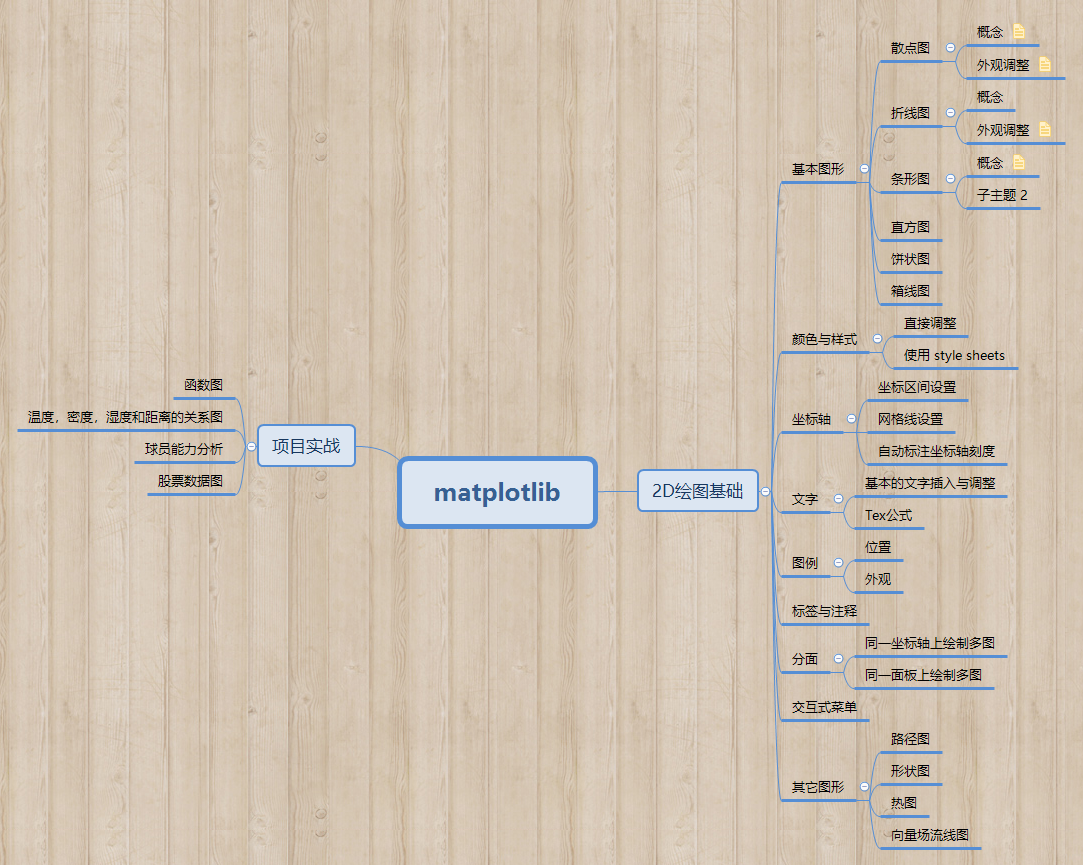 matplotlib
2D绘图基础
基本图形
散点图
概念
外观调整
折线图
概念
外观调整
条形图
概念
子主题 2
直方图
饼状图
箱线图
颜色与样式
直接调整
使用 style sheets
坐标轴
坐标区间设置
网格线设置
自动标注坐标轴刻度
文字
基本的文字插入与调整
Tex公式
图例
位置
外观
标签与注释
分面
同一坐标轴上绘制多图
同一面板上绘制多图
交互式菜单
其它图形
路径图
形状图
热图
向量场流线图
项目实战
函数图
温度，密度，湿度和距离的关系图
球员能力分析
股票数据图